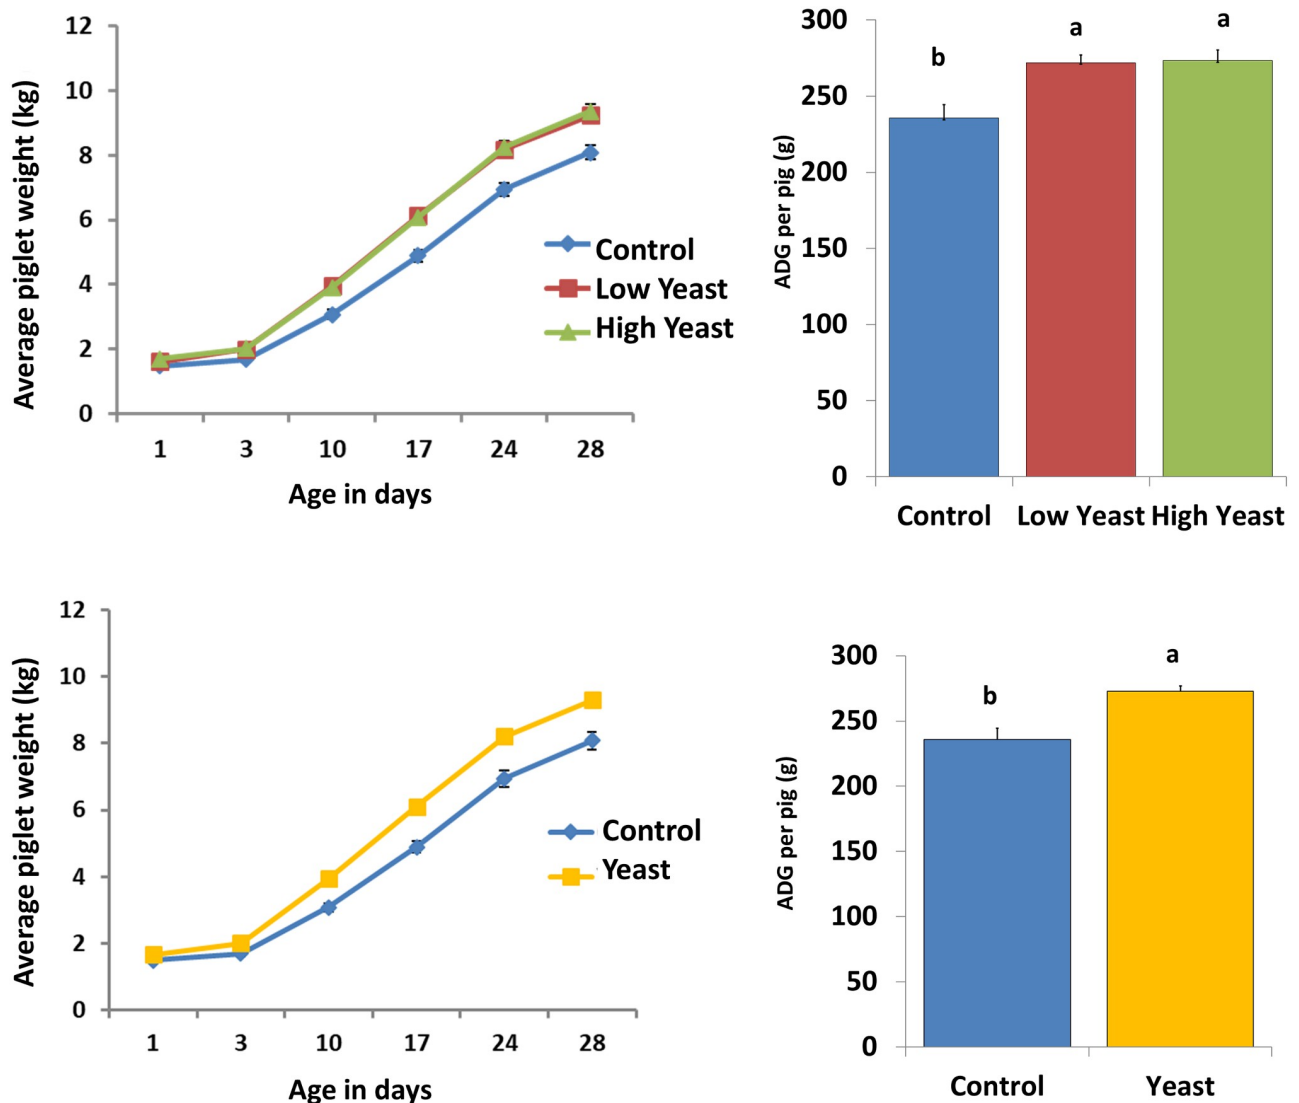 12
10
8
6
4
2
0
Average piglet weight (kg)
1 3 10 17 24 28
Age in days
Control
Low Yeast
High Yeast
300
250
200
150
100
50
0
ADG per pig (g)
b a a
Control Low Yeast High Yeast
12
10
8
6
4
2
0
Average piglet weight (kg)
1 3 10 17 24 28
Age in days
Control
Yeast
300
250
200
150
100
50
0
ADG per pig (g)
b a
Control Yeast